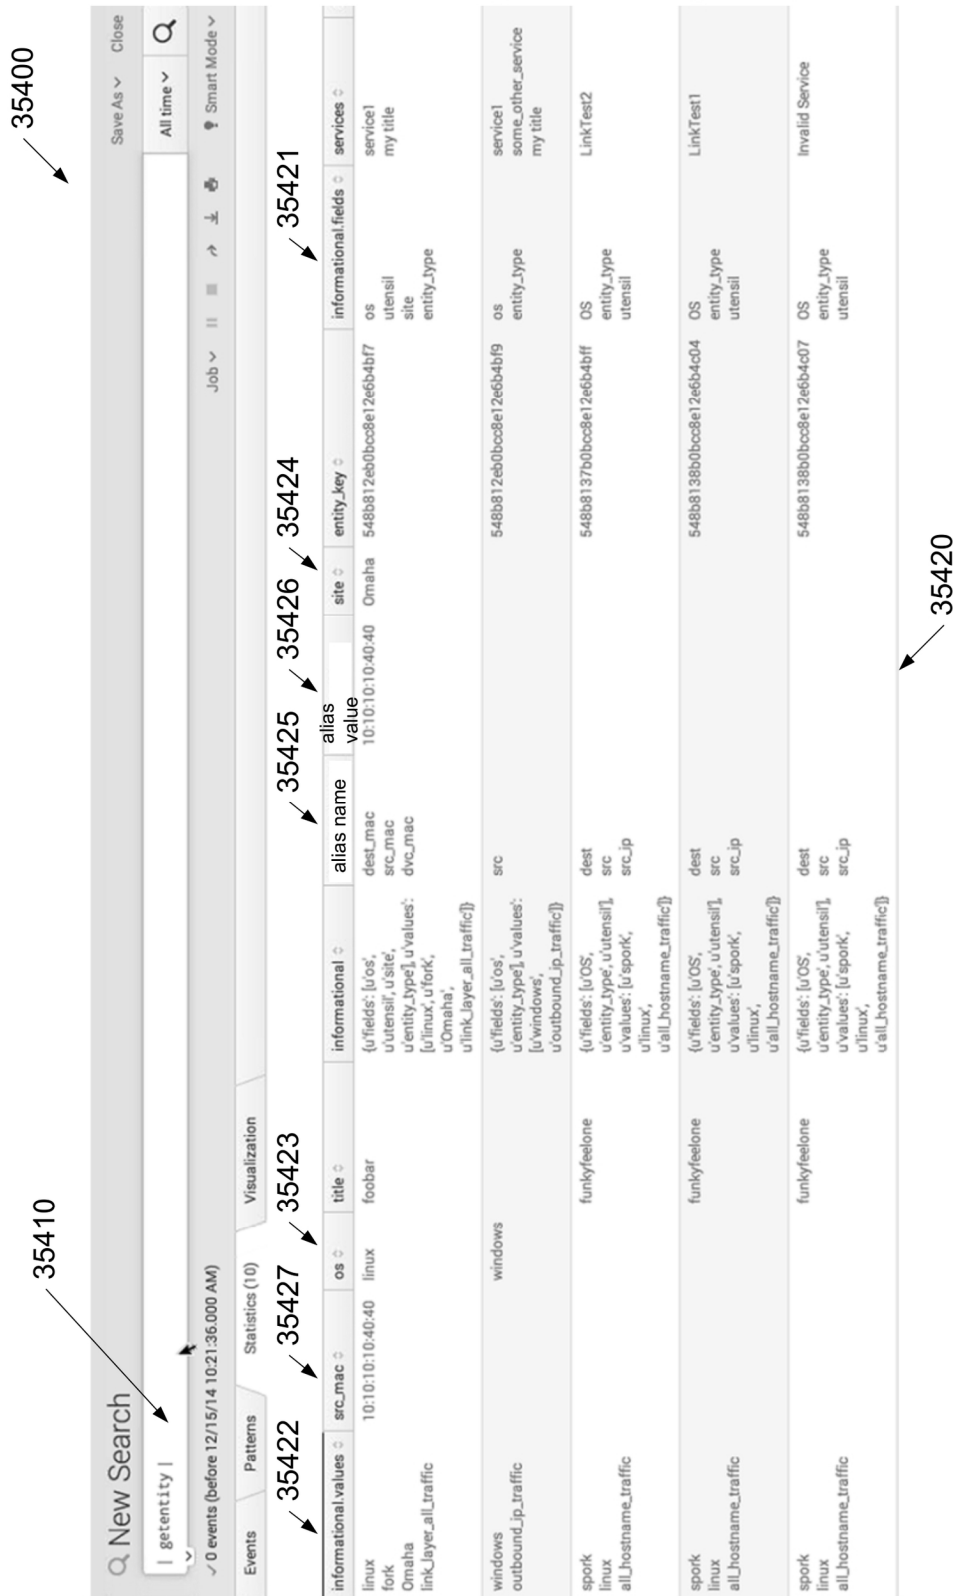 35400
35410
New Search
Save As Close
| getentity |
All time
✓ 0 events (before 12/15/14 10:21:36.000 AM)
Job
Smart Mode
Events Patterns Statistics (10) Visualization
35422 35427 35423 35425 35426 35424 35421
informational.values src_mac os title informational alias name alias value site entity_key informational.fields services
linux 10:10:10:10:40:40 linux foobar {u'fields': [u'os', dest_mac 10:10:10:10:40:40 Omaha 548b812eb0bcc8e12e6b4bf7 os service1
fork u'utensil', u'site', src_mac utensil my title
Omaha u'entity_type'], u'values': dvc_mac site
link_layer_all_traffic [u'linux', u'fork', entity_type
u'Omaha',
u'link_layer_all_traffic']}
windows windows {u'fields': [u'os', src 548b812eb0bcc8e12e6b4bf9 os service1
outbound_ip_traffic u'entity_type'], u'values': entity_type some_other_service
[u'windows', my title
u'outbound_ip_traffic']}
spork funkyfeelone {u'fields': [u'OS', dest 548b8137b0bcc8e12e6b4bff OS LinkTest2
linux u'entity_type', u'utensil'], src entity_type
all_hostname_traffic u'values': [u'spork', src_ip utensil
u'linux',
u'all_hostname_traffic']}
spork funkyfeelone {u'fields': [u'OS', dest 548b8138b0bcc8e12e6b4c04 OS LinkTest1
linux u'entity_type', u'utensil'], src entity_type
all_hostname_traffic u'values': [u'spork', src_ip utensil
u'linux',
u'all_hostname_traffic']}
spork funkyfeelone {u'fields': [u'OS', dest 548b8138b0bcc8e12e6b4c07 OS Invalid Service
linux u'entity_type', u'utensil'], src entity_type
all_hostname_traffic u'values': [u'spork', src_ip utensil
u'linux',
u'all_hostname_traffic']}
35420